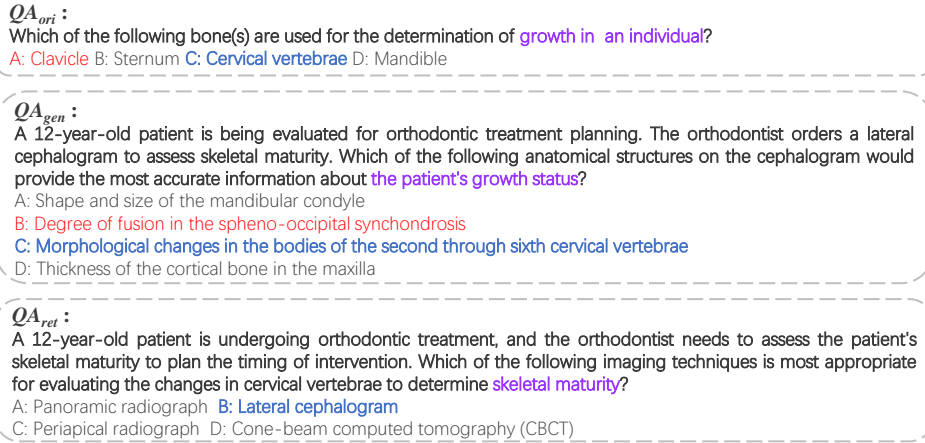 QAori :
Which of the following bone(s) are used for the determination of growth in an individual?
A: Clavicle B: Sternum C: Cervical vertebrae D: Mandible
QAgen :
A 12-year-old patient is being evaluated for orthodontic treatment planning. The orthodontist orders a lateral
cephalogram to assess skeletal maturity. Which of the following anatomical structures on the cephalogram would
provide the most accurate information about the patient's growth status?
A: Shape and size of the mandibular condyle
B: Degree of fusion in the spheno-occipital synchondrosis
C: Morphological changes in the bodies of the second through sixth cervical vertebrae
D: Thickness of the cortical bone in the maxilla
QAret :
A 12-year-old patient is undergoing orthodontic treatment, and the orthodontist needs to assess the patient's
skeletal maturity to plan the timing of intervention. Which of the following imaging techniques is most appropriate
for evaluating the changes in cervical vertebrae to determine skeletal maturity?
A: Panoramic radiograph B: Lateral cephalogram
C: Periapical radiograph D: Cone-beam computed tomography (CBCT)